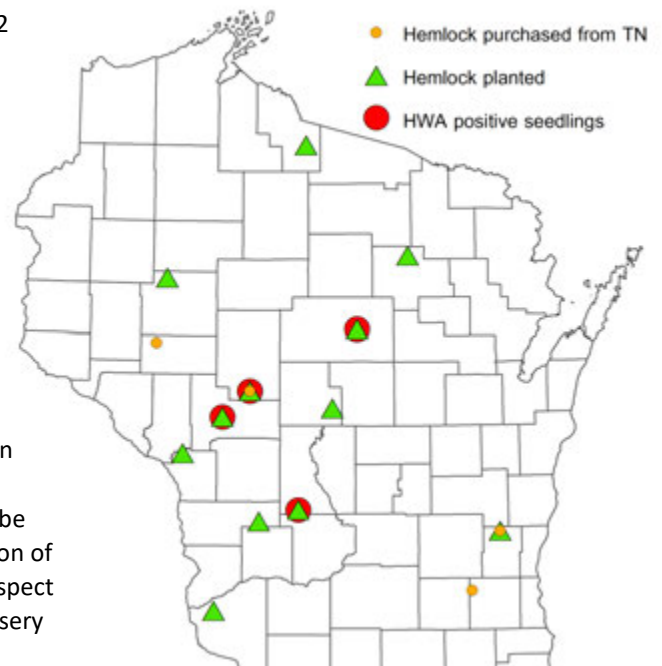 2
Hemlock purchased from TN
Hemlock planted
HWA positive seedlings
n
be
on of
spect
sery